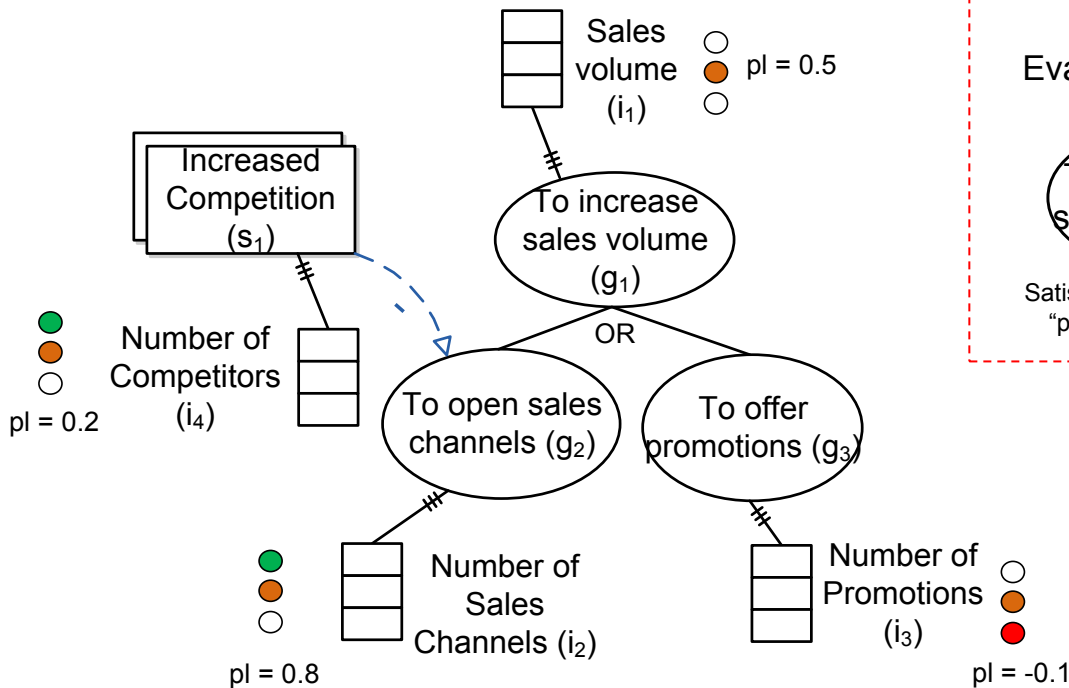 Sales
volume
(i₁)
pl = 0.5
Increased
Competition
(s₁)
To increase
sales volume
(g₁)
OR
Number of
Competitors
(i₄)
pl = 0.2
To open sales
channels (g₂)
To offer
promotions (g₃)
Number of
Sales
Channels (i₂)
pl = 0.8
Number of
Promotions
(i₃)
pl = -0.1